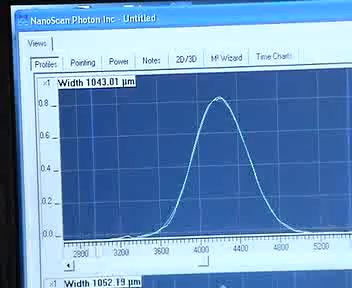 NanoScan Photon Inc - Untitled
Views
Profiles Pointing Power Notes 2D/3D M² Wizard Time Charts
x1 Width 1043.01 µm
0.8
0.6
0.4
0.2
0.0
2800 3200 3600 4000 4400 4800 5200
x1 Width 1052.19 µm